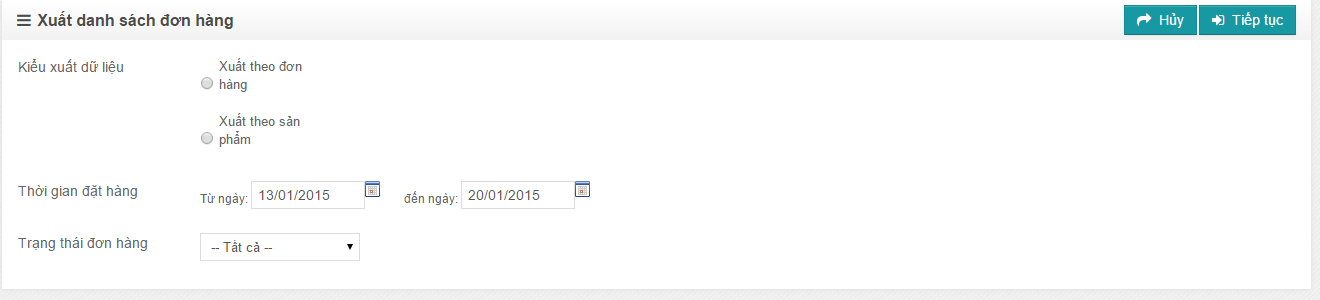 Xuất danh sách đơn hàng
Hủy
Tiếp tục
Kiểu xuất dữ liệu
Xuất theo đơn
hàng
Xuất theo sản
phẩm
Thời gian đặt hàng
Từ ngày: 13/01/2015 đến ngày: 20/01/2015
Trạng thái đơn hàng
-- Tất cả --